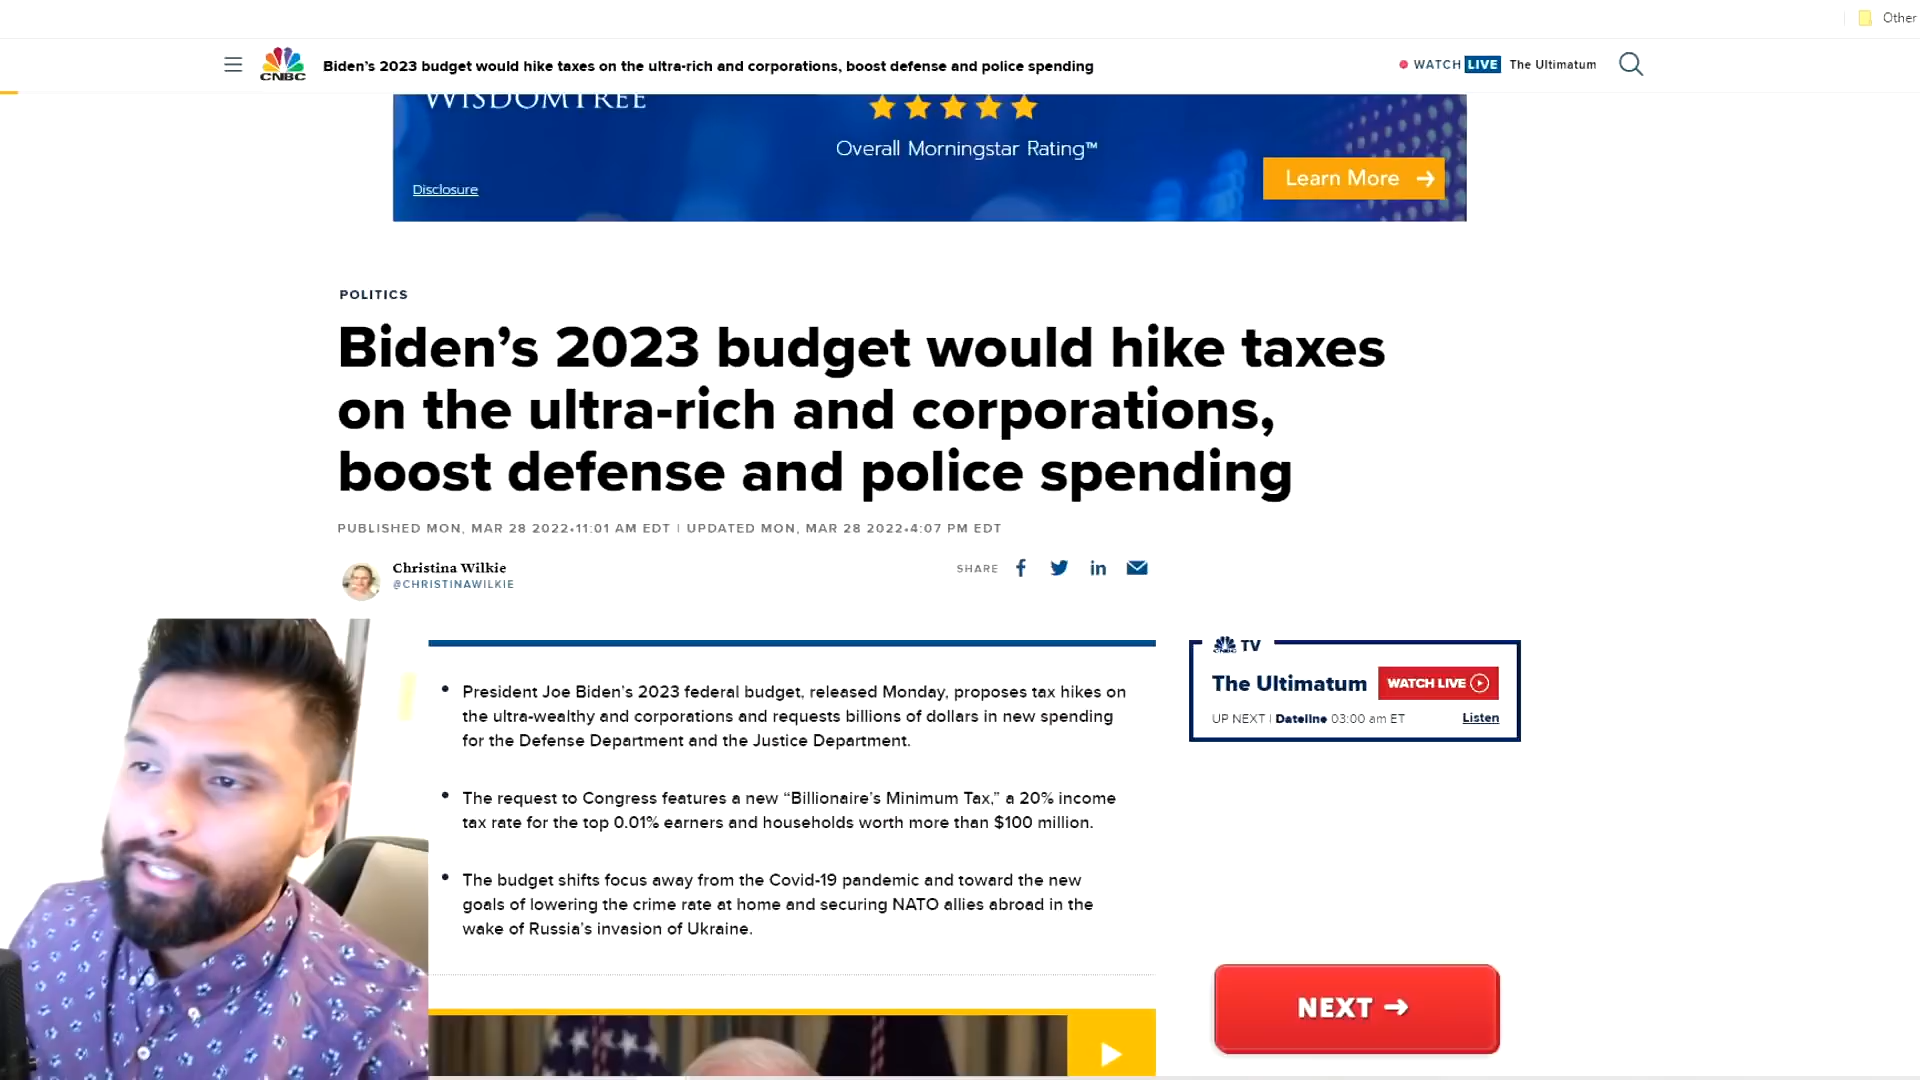 Other
CNBC
Biden's 2023 budget would hike taxes on the ultra-rich and corporations, boost defense and police spending
WATCH LIVE The Ultimatum
WISDOMTREE
Overall Morningstar Rating™
Disclosure
Learn More →
POLITICS
Biden’s 2023 budget would hike taxes
on the ultra-rich and corporations,
boost defense and police spending
PUBLISHED MON, MAR 28 2022•11:01 AM EDT | UPDATED MON, MAR 28 2022•4:07 PM EDT
Christina Wilkie
@CHRISTINAWILKIE
SHARE
• President Joe Biden’s 2023 federal budget, released Monday, proposes tax hikes on
the ultra-wealthy and corporations and requests billions of dollars in new spending
for the Defense Department and the Justice Department.
• The request to Congress features a new “Billionaire’s Minimum Tax,” a 20% income
tax rate for the top 0.01% earners and households worth more than $100 million.
• The budget shifts focus away from the Covid-19 pandemic and toward the new
goals of lowering the crime rate at home and securing NATO allies abroad in the
wake of Russia’s invasion of Ukraine.
CNBC TV
The Ultimatum WATCH LIVE
UP NEXT | Dateline 03:00 am ET Listen
NEXT →